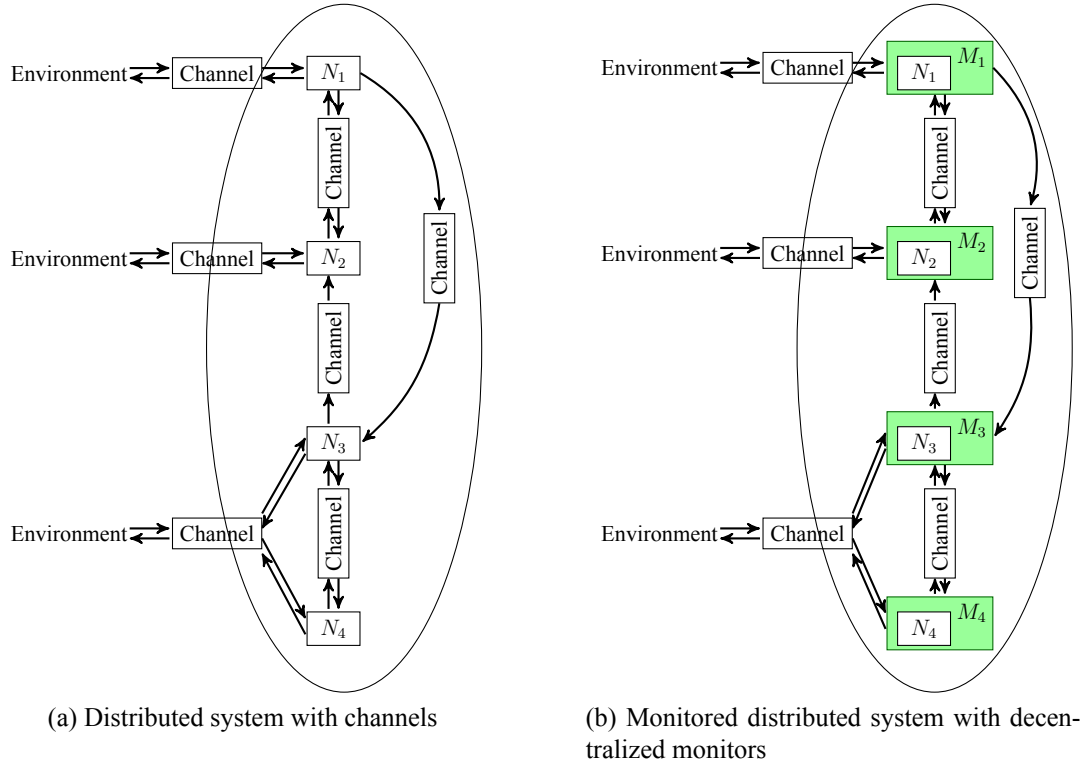 Environment
Channel
N1
Channel
Channel
Environment
Channel
N2
Channel
N3
Environment
Channel
Channel
N4
(a) Distributed system with channels
Environment
Channel
N1
M1
Channel
Channel
Environment
Channel
N2
M2
Channel
N3
M3
Environment
Channel
Channel
N4
M4
(b) Monitored distributed system with decen-
tralized monitors